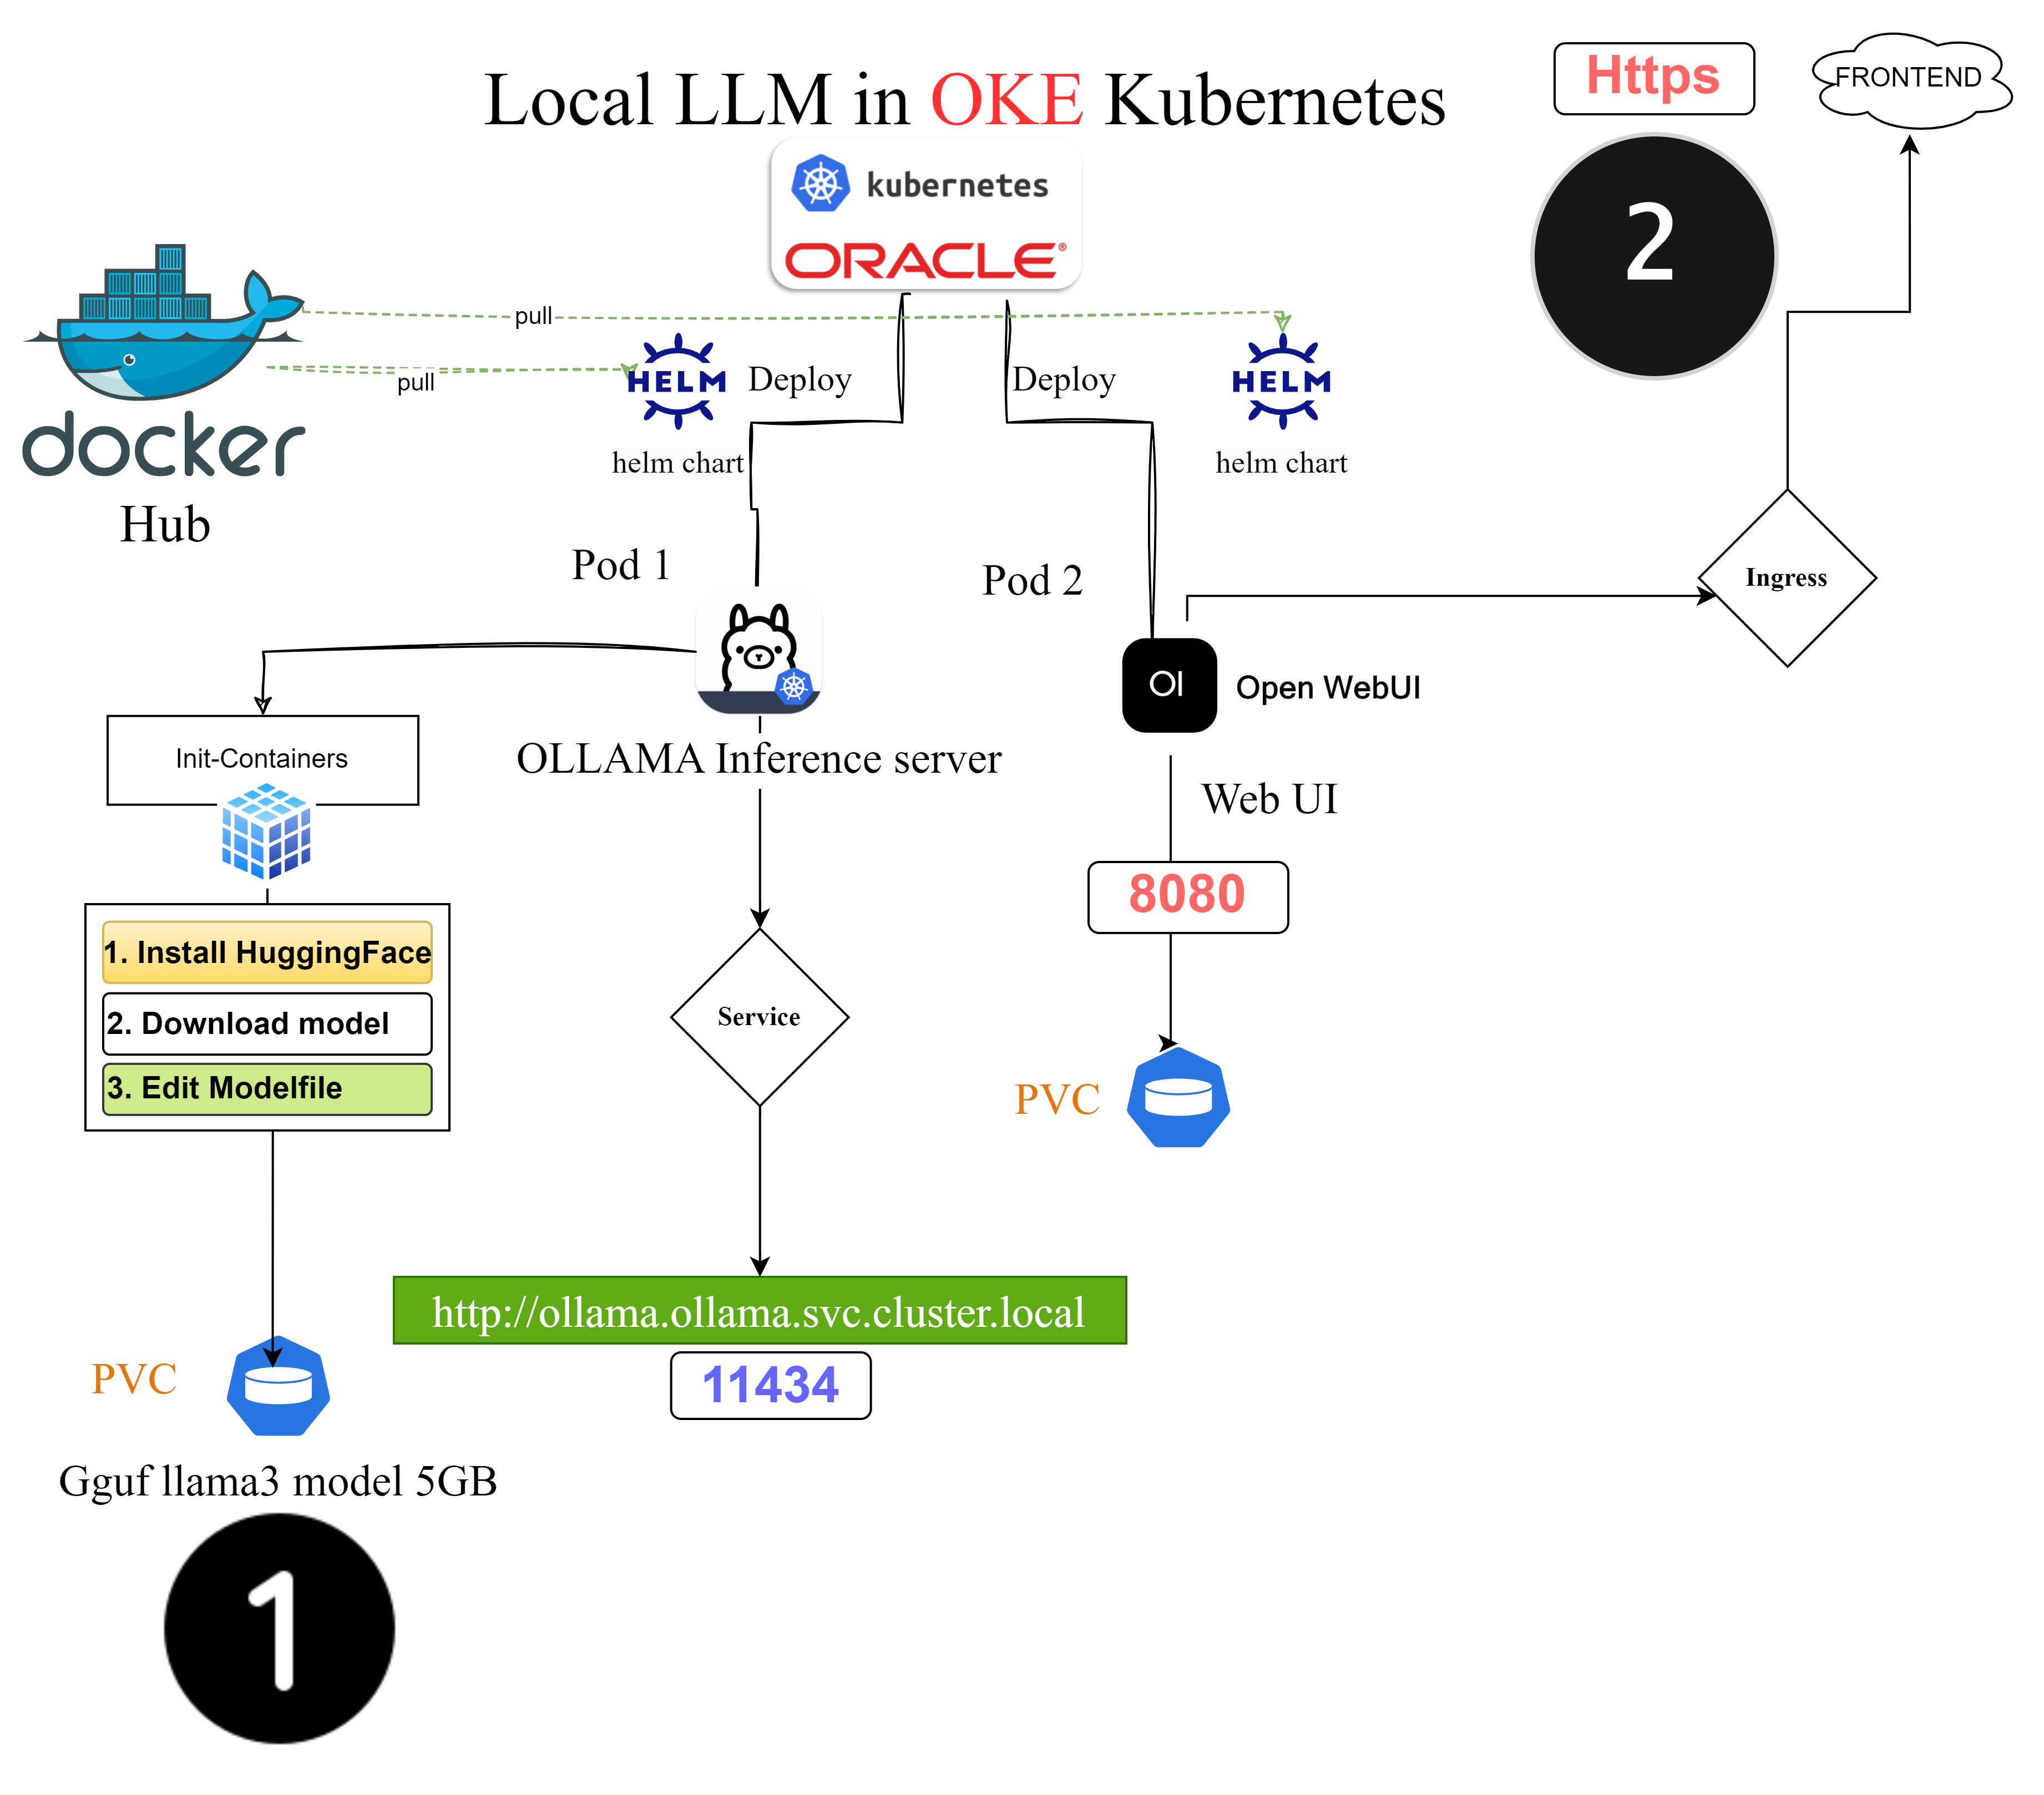 Local LLM in OKE Kubernetes
Https
FRONTEND
kubernetes
ORACLE®
2
pull
pull
HELM
Deploy
Deploy
HELM
helm chart
helm chart
docker
Hub
Pod 1
Pod 2
Ingress
OI
Open WebUI
Init-Containers
OLLAMA Inference server
Web UI
8080
1. Install HuggingFace
2. Download model
3. Edit Modelfile
Service
PVC
http://ollama.ollama.svc.cluster.local
11434
PVC
Gguf llama3 model 5GB
1